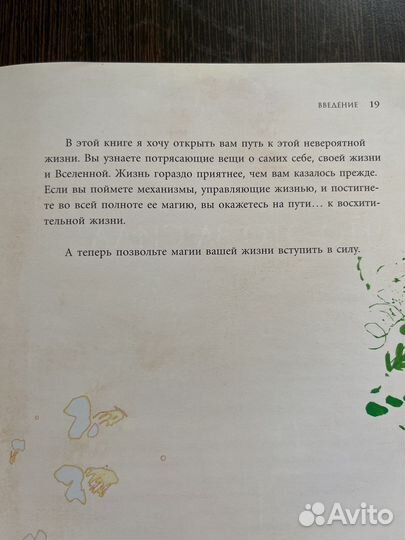 ВВЕДЕНИЕ 19
В этой книге я хочу открыть вам путь к этой невероятной
жизни. Вы узнаете потрясающие вещи о самих себе, своей жизни
и Вселенной. Жизнь гораздо приятнее, чем вам казалось прежде.
Если вы поймете механизмы, управляющие жизнью, и постигне-
те во всей полноте ее магию, вы окажетесь на пути… к восхити-
тельной жизни.
А теперь позвольте магии вашей жизни вступить в силу.
Avito